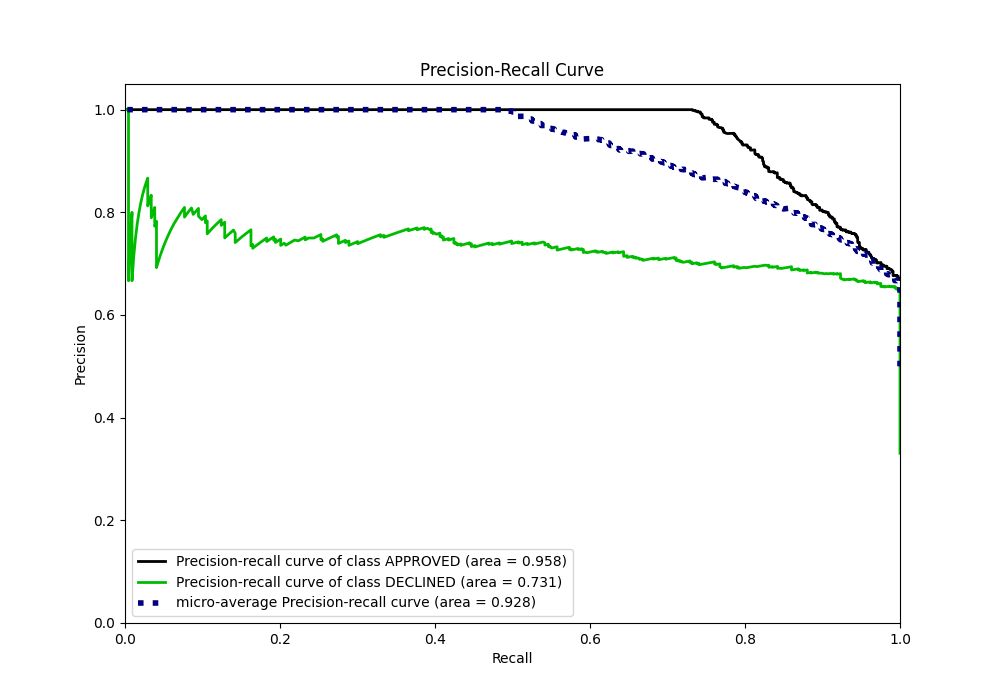 Precision-Recall Curve
1.0
0.8
0.6
0.4
0.2
0.0
Precision
0.0 0.2 0.4 0.6 0.8 1.0
Recall
Precision-recall curve of class APPROVED (area = 0.958)
Precision-recall curve of class DECLINED (area = 0.731)
micro-average Precision-recall curve (area = 0.928)